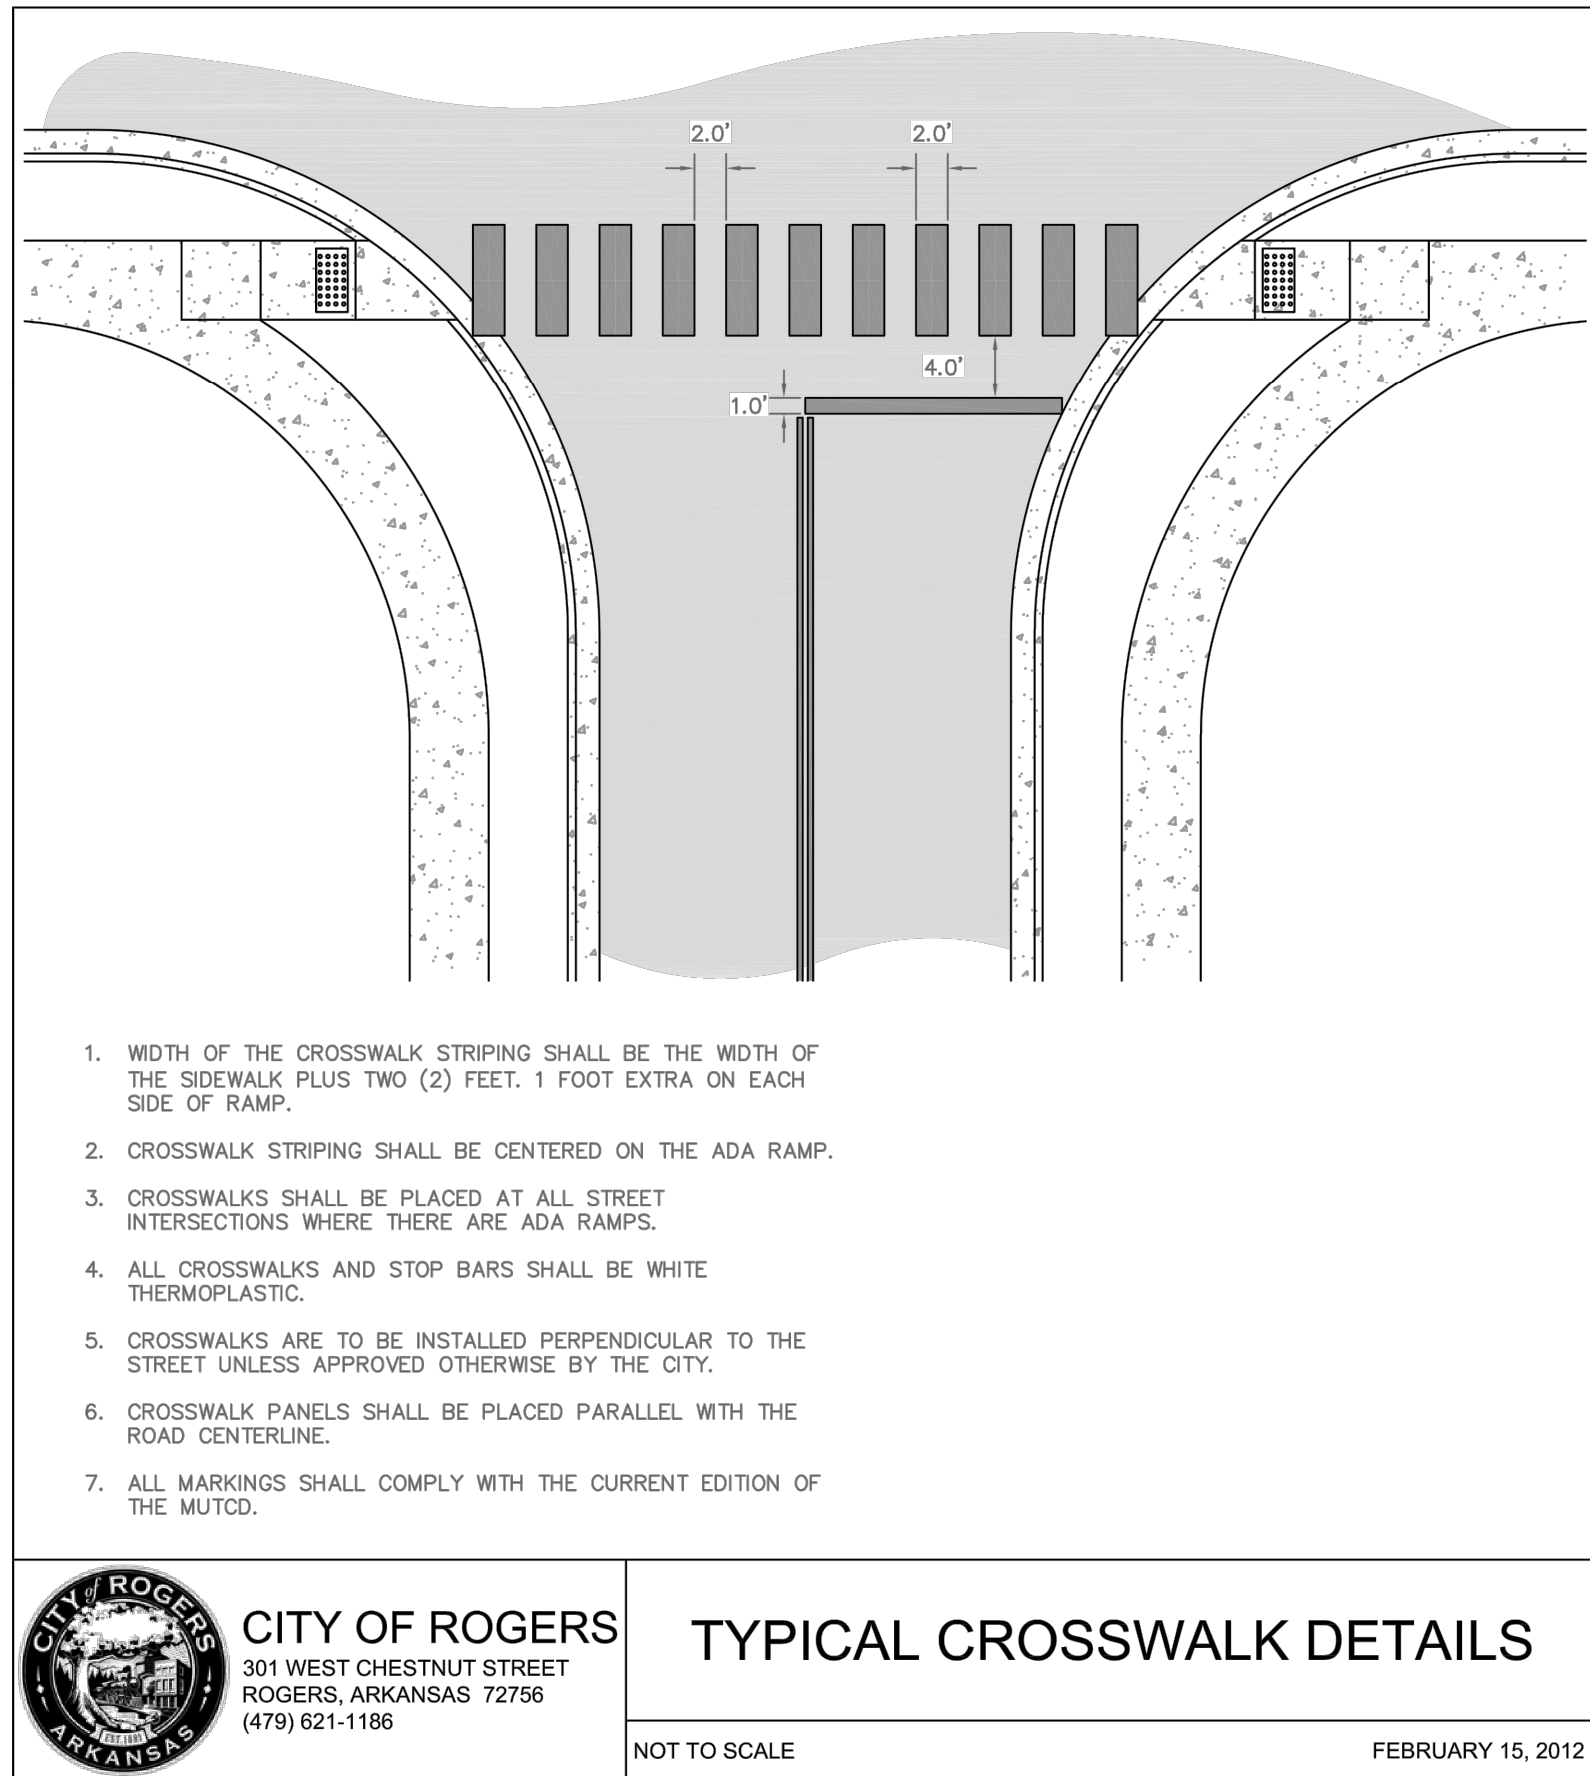 2.0'
2.0'
4.0'
1.0'
1. WIDTH OF THE CROSSWALK STRIPING SHALL BE THE WIDTH OF
THE SIDEWALK PLUS TWO (2) FEET. 1 FOOT EXTRA ON EACH
SIDE OF RAMP.
2. CROSSWALK STRIPING SHALL BE CENTERED ON THE ADA RAMP.
3. CROSSWALKS SHALL BE PLACED AT ALL STREET
INTERSECTIONS WHERE THERE ARE ADA RAMPS.
4. ALL CROSSWALKS AND STOP BARS SHALL BE WHITE
THERMOPLASTIC.
5. CROSSWALKS ARE TO BE INSTALLED PERPENDICULAR TO THE
STREET UNLESS APPROVED OTHERWISE BY THE CITY.
6. CROSSWALK PANELS SHALL BE PLACED PARALLEL WITH THE
ROAD CENTERLINE.
7. ALL MARKINGS SHALL COMPLY WITH THE CURRENT EDITION OF
THE MUTCD.
CITY of ROGERS
EST. 1881
ARKANSAS
CITY OF ROGERS
301 WEST CHESTNUT STREET
ROGERS, ARKANSAS 72756
(479) 621-1186
TYPICAL CROSSWALK DETAILS
NOT TO SCALE
FEBRUARY 15, 2012